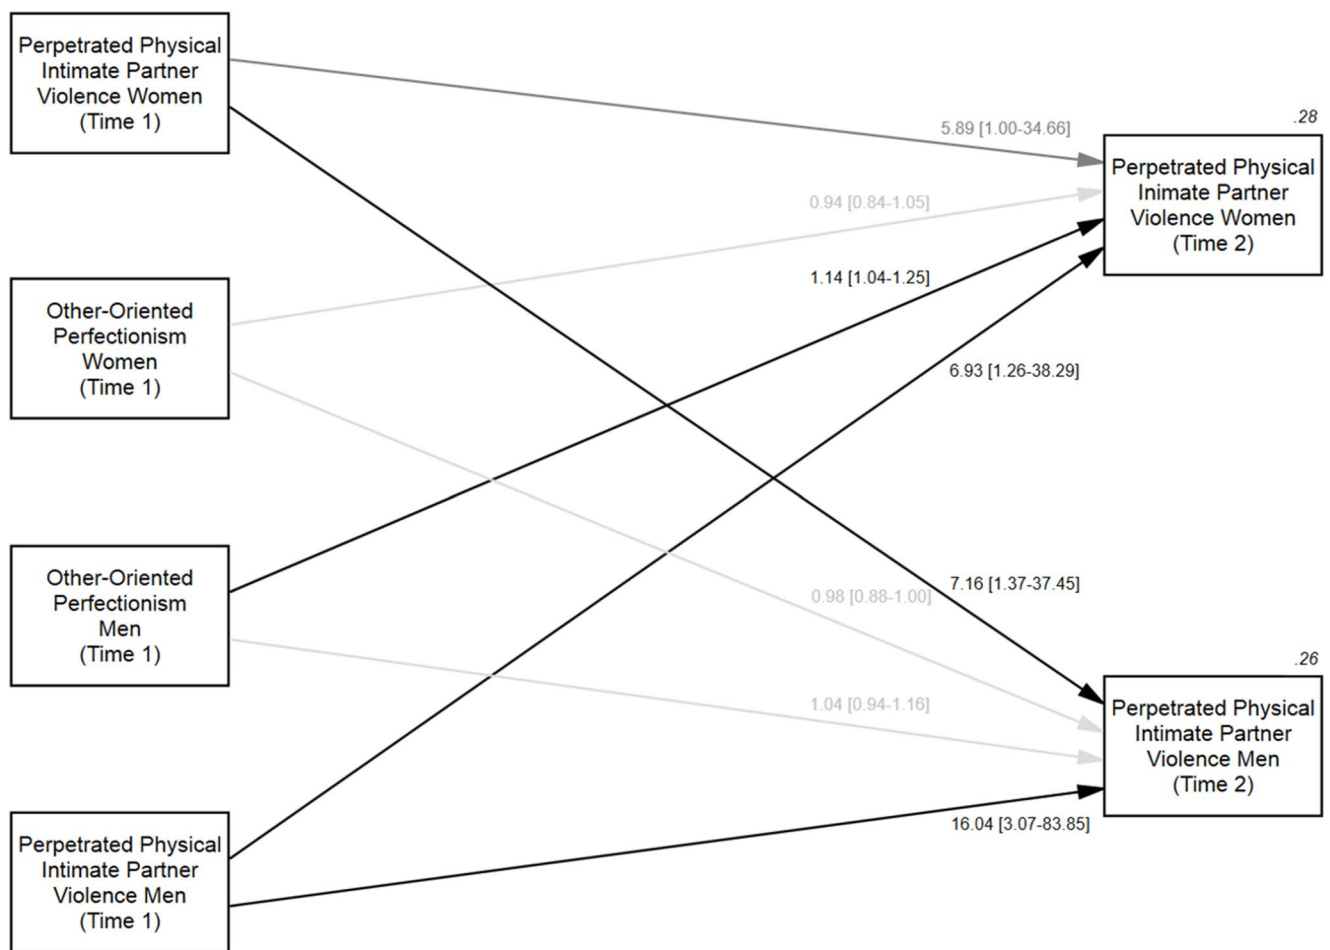 Perpetrated Physical
Intimate Partner
Violence Women
(Time 1)
Other-Oriented
Perfectionism
Women
(Time 1)
Other-Oriented
Perfectionism
Men
(Time 1)
Perpetrated Physical
Intimate Partner
Violence Men
(Time 1)
5.89 [1.00-34.66]
0.94 [0.84-1.05]
1.14 [1.04-1.25]
6.93 [1.26-38.29]
0.98 [0.88-1.00]
7.16 [1.37-37.45]
1.04 [0.94-1.16]
16.04 [3.07-83.85]
.28
Perpetrated Physical
Inimate Partner
Violence Women
(Time 2)
.26
Perpetrated Physical
Intimate Partner
Violence Men
(Time 2)